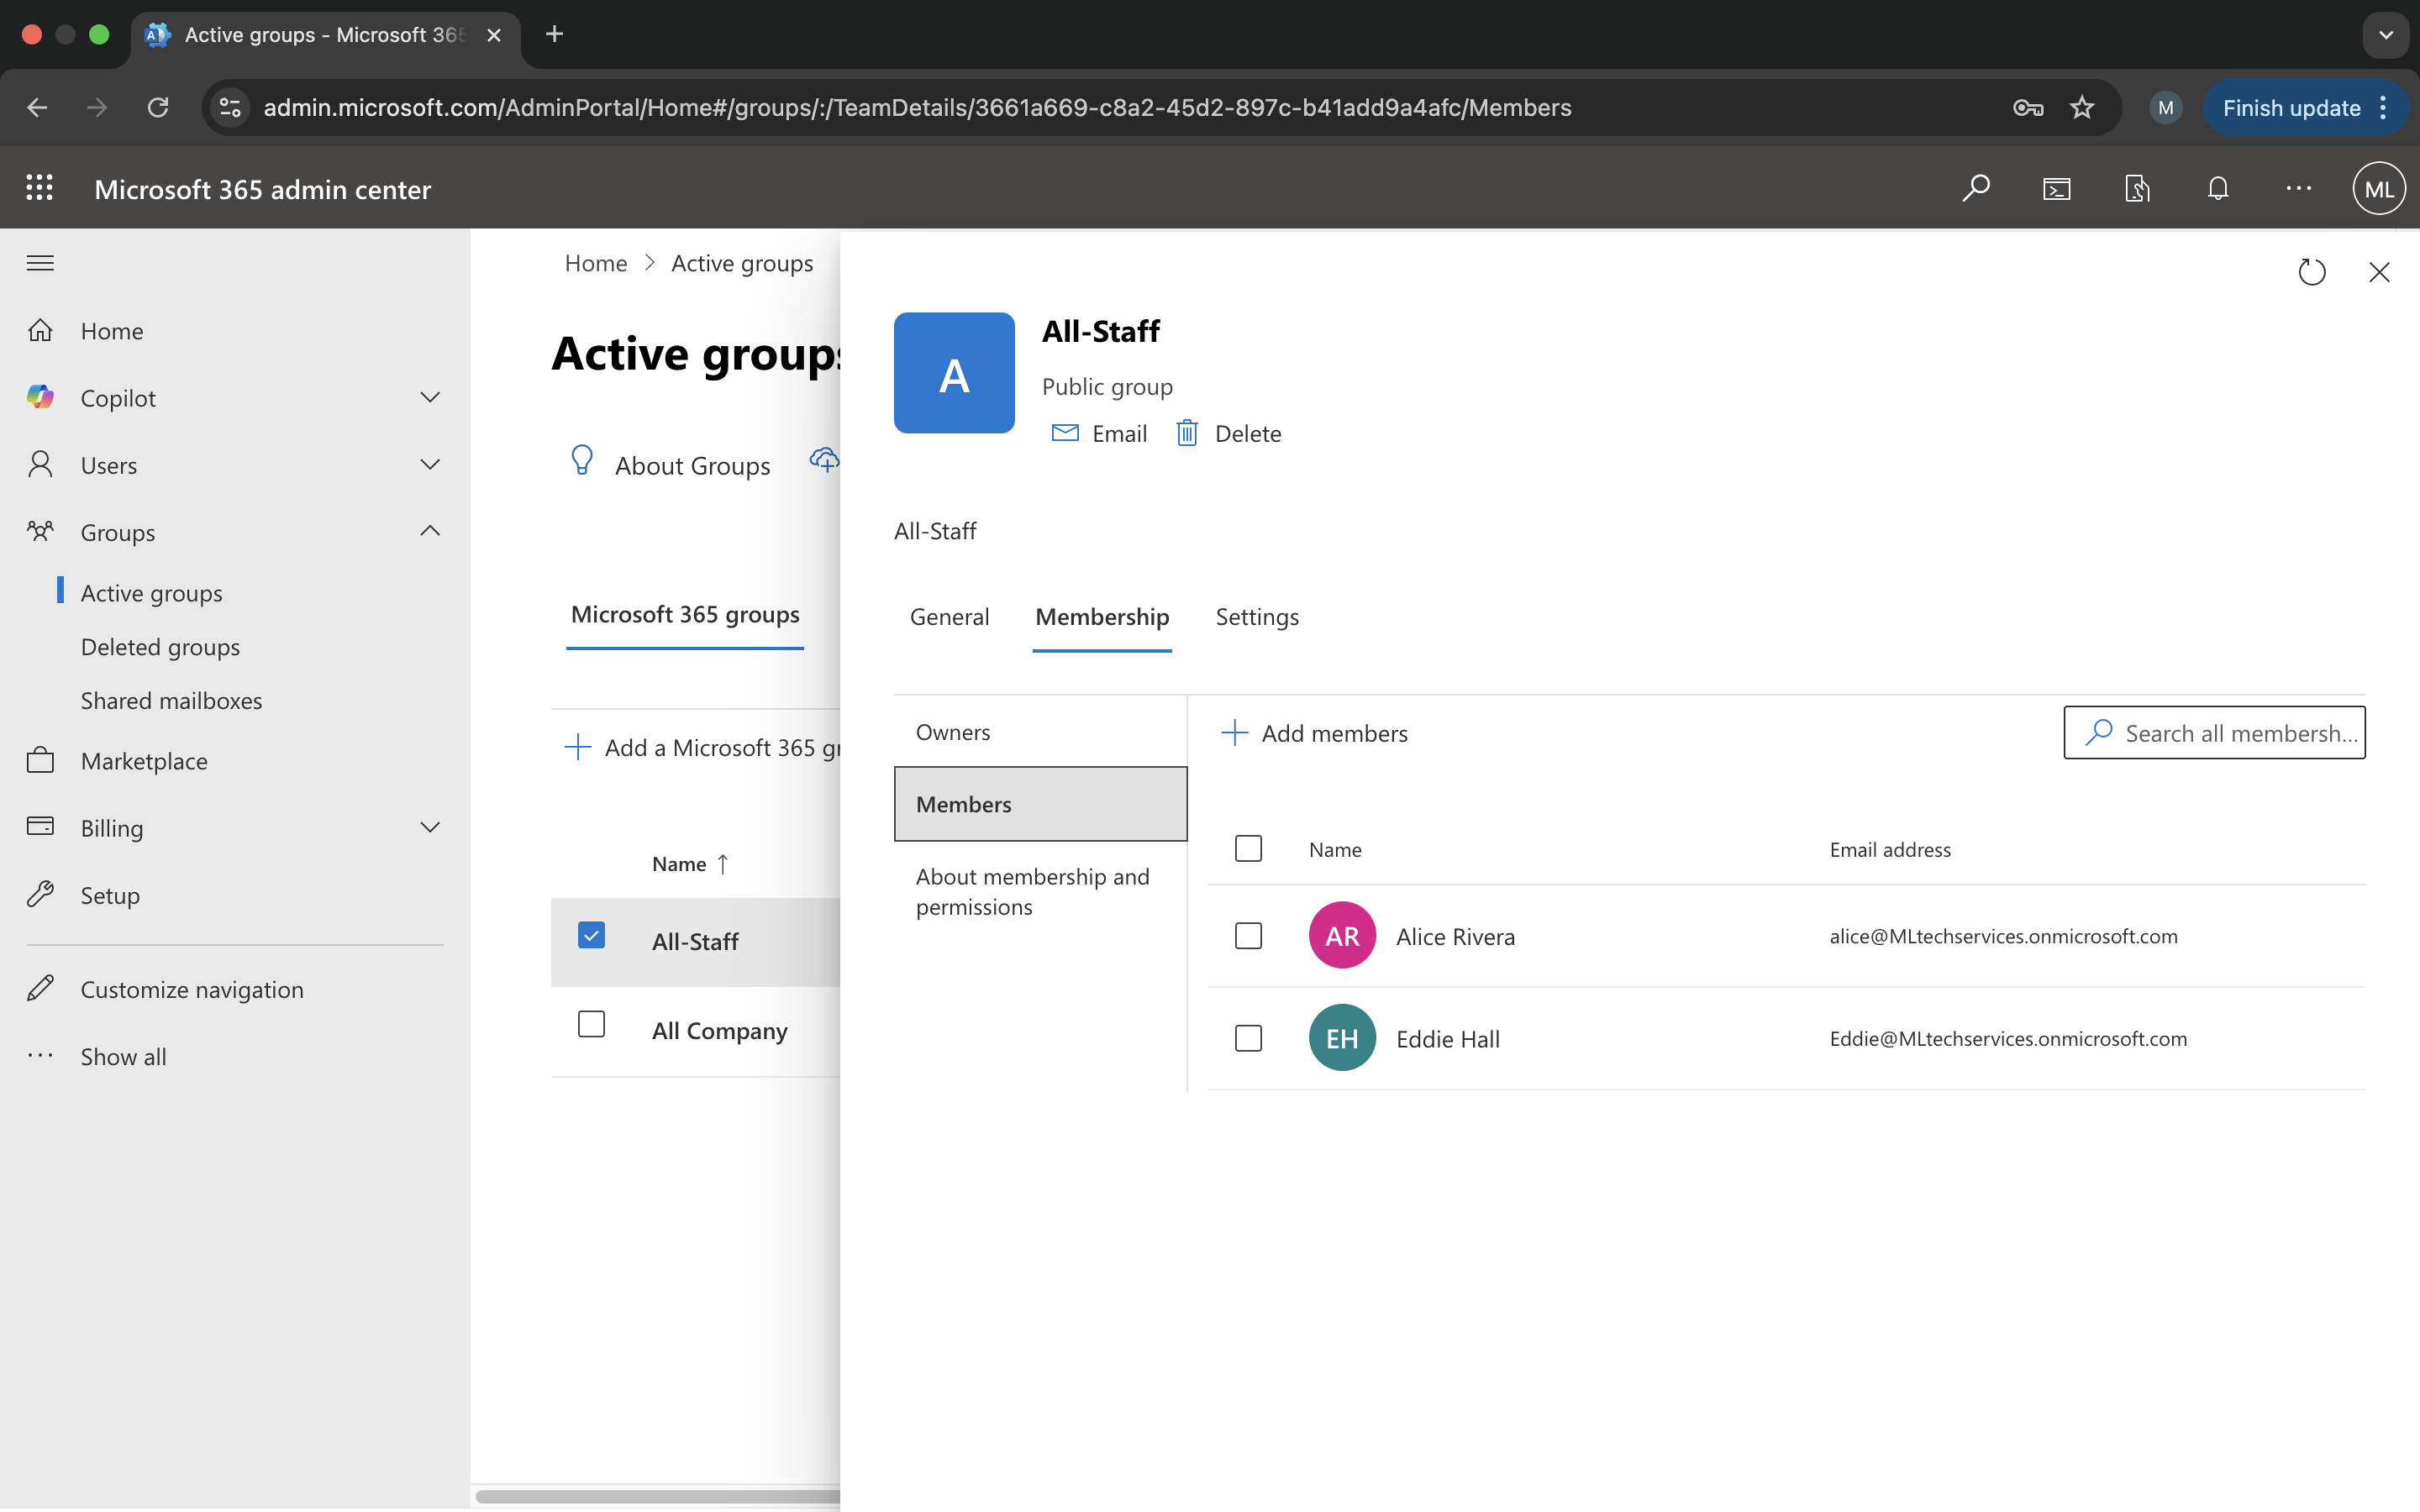 Active groups - Microsoft 365
admin.microsoft.com/AdminPortal/Home#/groups/:/TeamDetails/3661a669-c8a2-45d2-897c-b41add9a4afc/Members
M
Finish update
Microsoft 365 admin center
ML
Home
Copilot
Users
Groups
Active groups
Deleted groups
Shared mailboxes
Marketplace
Billing
Setup
Customize navigation
Show all
Home > Active groups
Active groups
About Groups
Microsoft 365 groups
Add a Microsoft 365 gr
Name ↑
All-Staff
All Company
A
All-Staff
Public group
Email Delete
All-Staff
General Membership Settings
Owners
Members
About membership and
permissions
Add members
Search all membersh...
Name Email address
AR Alice Rivera alice@MLtechservices.onmicrosoft.com
EH Eddie Hall Eddie@MLtechservices.onmicrosoft.com